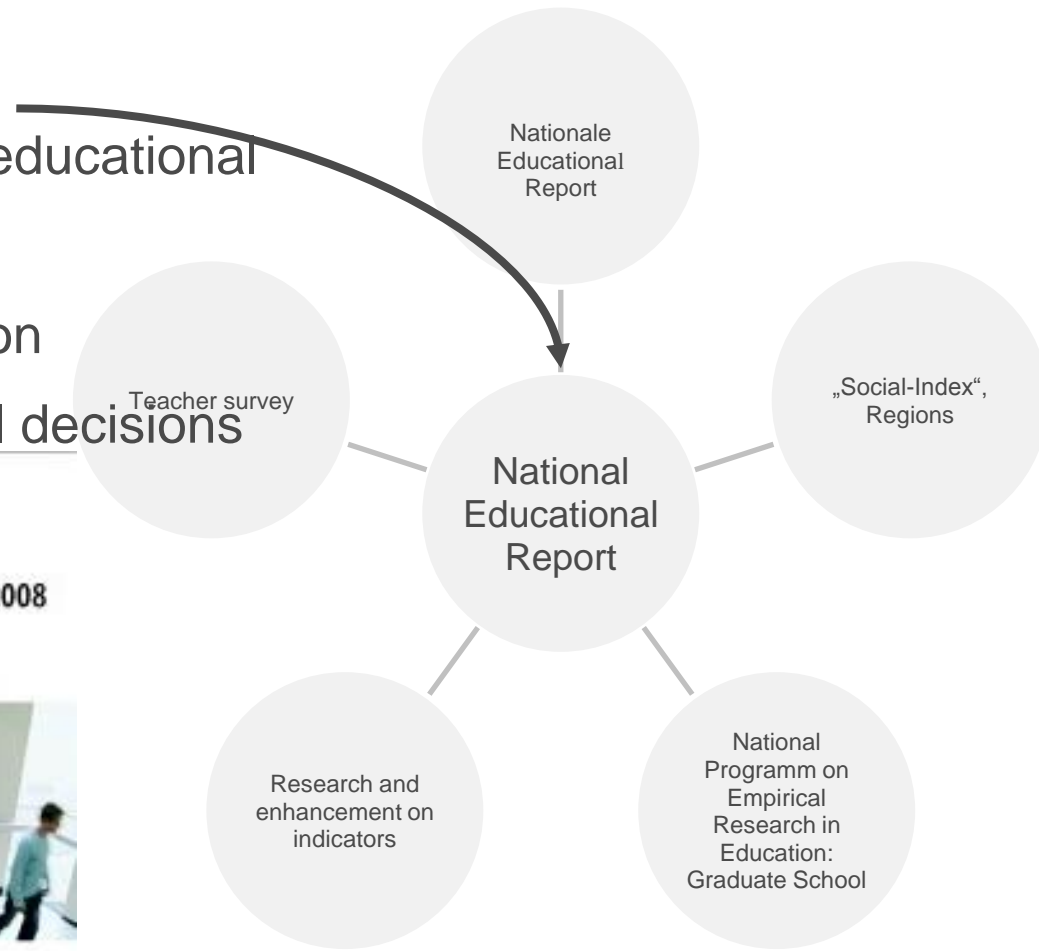 educational
on
l decisions
008
Nationale
Educational
Report
Teacher survey
„Social-Index“,
Regions
National
Educational
Report
Research and
enhancement on
indicators
National
Programm on
Empirical
Research in
Education:
Graduate School